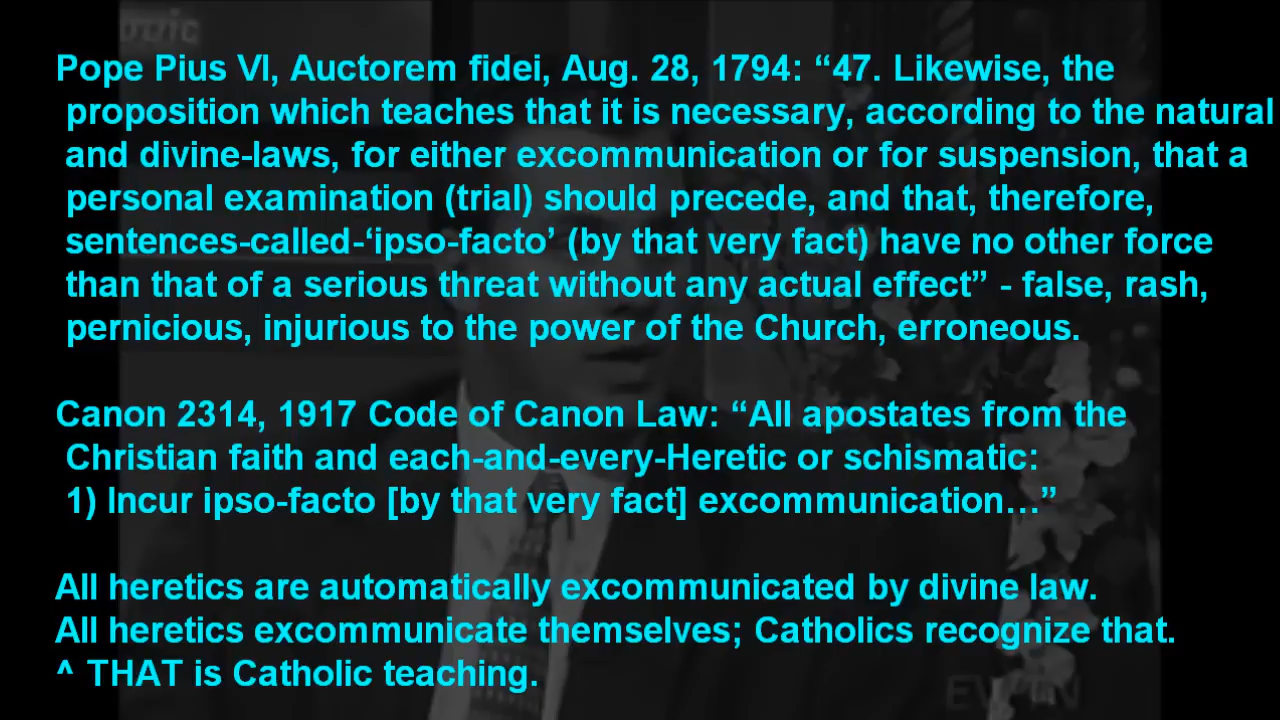 Pope Pius VI, Auctorem fidei, Aug. 28, 1794: “47. Likewise, the
proposition which teaches that it is necessary, according to the natural
and divine-laws, for either excommunication or for suspension, that a
personal examination (trial) should precede, and that, therefore,
sentences-called-‘ipso-facto’ (by that very fact) have no other force
than that of a serious threat without any actual effect” - false, rash,
pernicious, injurious to the power of the Church, erroneous.
Canon 2314, 1917 Code of Canon Law: “All apostates from the
Christian faith and each-and-every-Heretic or schismatic:
1) Incur ipso-facto [by that very fact] excommunication…”
All heretics are automatically excommunicated by divine law.
All heretics excommunicate themselves; Catholics recognize that.
^ THAT is Catholic teaching.
EWTN